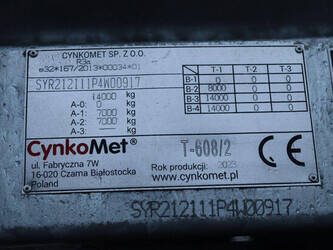 CYNKOMET SP. Z O.O.
R3a
e32*167/2013*00034*01
SYR212111P4W00917
14000 kg
A-0: 0 kg
A-1: 7000 kg
A-2: 7000 kg
A-3: --- kg
T-1 T-2 T-3
B-1 0 0 0
B-2 8000 0 0
B-3 14000 0 0
B-4 14000 0 0
CynkoMet®
ul. Fabryczna 7W
16-020 Czarna Białostocka
Poland
T-608/2
Rok produkcji: 2023
www.cynkomet.pl
SYR212111P4W00917